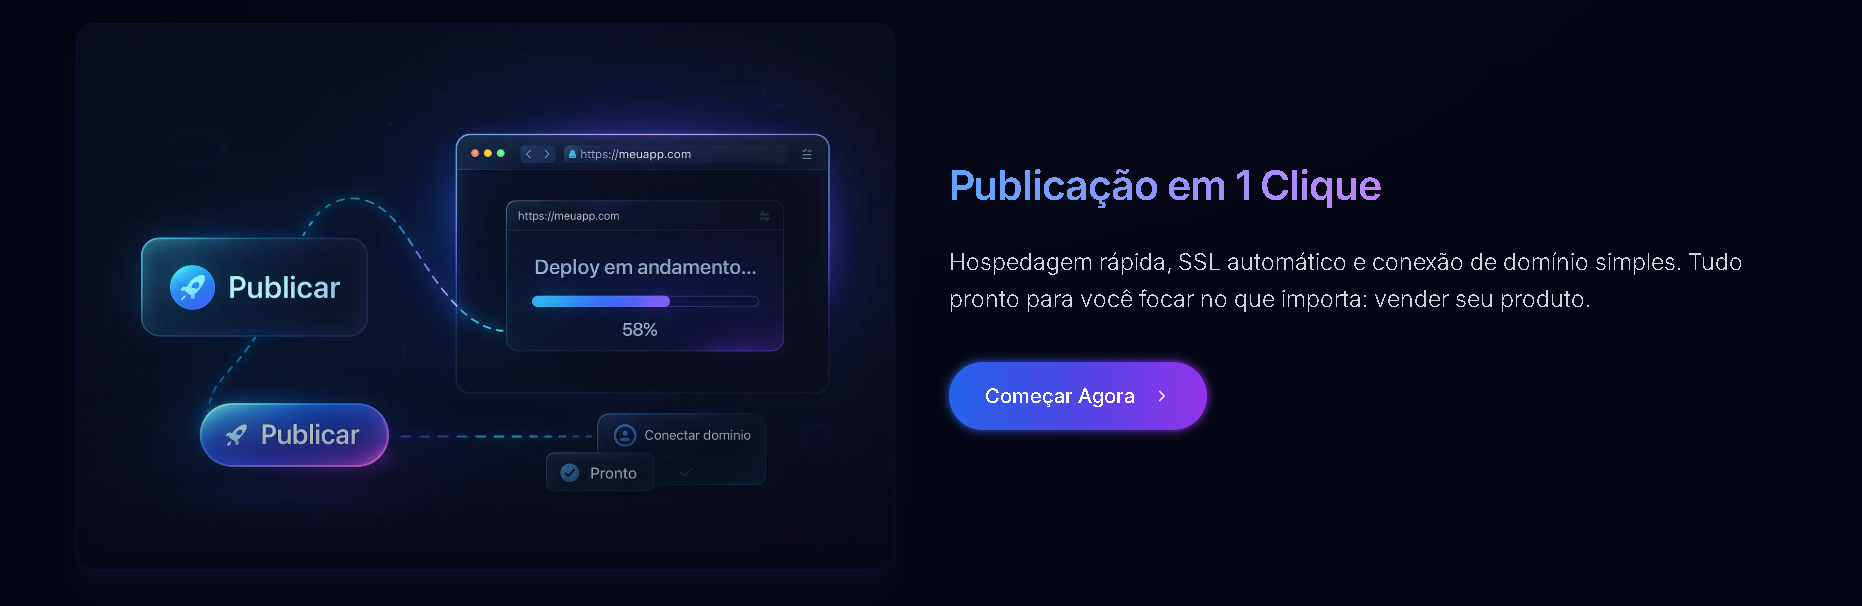 https://meuapp.com
https://meuapp.com
Deploy em andamento...
58%
Publicar
Publicar
Conectar dominio
Pronto
Publicação em 1 Clique
Hospedagem rápida, SSL automático e conexão de domínio simples. Tudo
pronto para você focar no que importa: vender seu produto.
Começar Agora